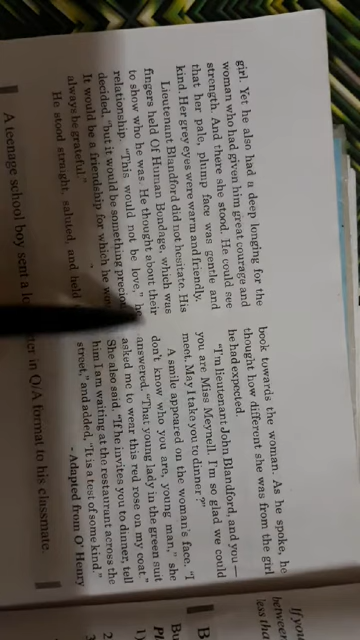 girl. Yet he also had a deep longing for the
woman who had given him great courage and
strength. And there she stood. He could see
that her pale, plump face was gentle and
kind. Her grey eyes were warm and friendly.
Lieutenant Blandford did not hesitate. His
fingers held Of Human Bondage, which was
to show who he was. He thought about their
relationship. "This would not be love," he
decided, "but it would be something precious
It would be a friendship for which he
always be grateful."
He stood straight, saluted, and held
book towards the woman. As he spoke, he
thought how different she was from the girl
he had expected.
"I'm lieutenant John Blandford, and you —
you are Miss Meynell. I'm so glad we could
meet. May I take you to dinner ?"
A smile appeared on the woman's face. "I
don't know who you are, young man," she
answered. "That young lady in the green suit
asked me to wear this red rose on my coat."
She also said, "If he invites you to dinner, tell
him I am waiting at the restaurant across the
street," and added, "It is a test of some kind."
- Adapted from O' Henry
A teenage school boy sent a in Q/A format to his classmate.
If you
between
less th
B
Bu
1)
2.